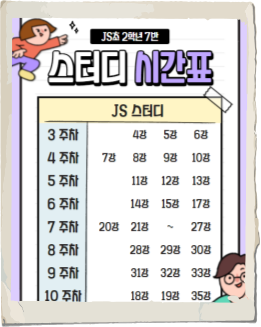 JS초 2학년 7반
스터디 시간표
JS 스터디
3 주차 4강 5강 6강
4 주차 7강 8강 9강 10강
5 주차 11강 12강 13강
6 주차 14강 15강 17강
7 주차 20강 21강 ~ 27강
8 주차 28강 29강 30강
9 주차 31강 32강 33강
10 주차 18강 19강 35강